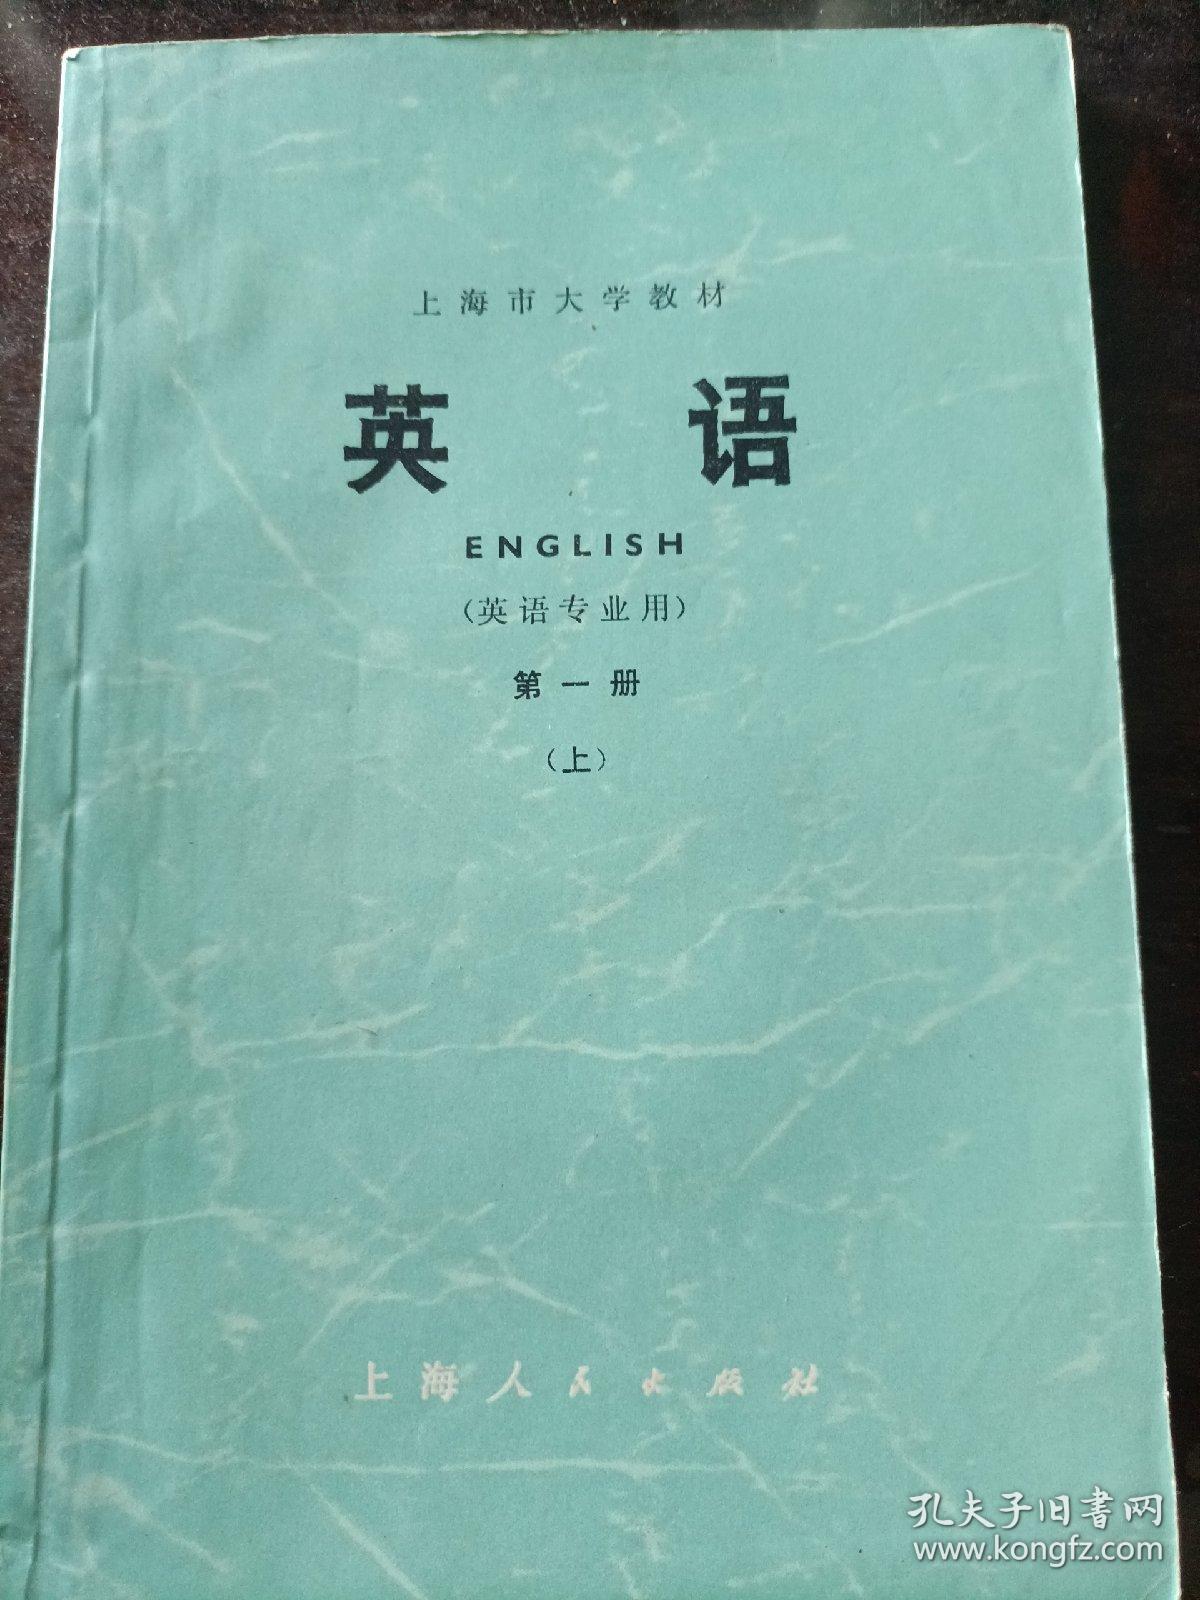 上海市大学教材
英语
ENGLISH
（英语专业用）
第一册
（上）
上海人民出版社
孔夫子旧書网
www.kongfz.com